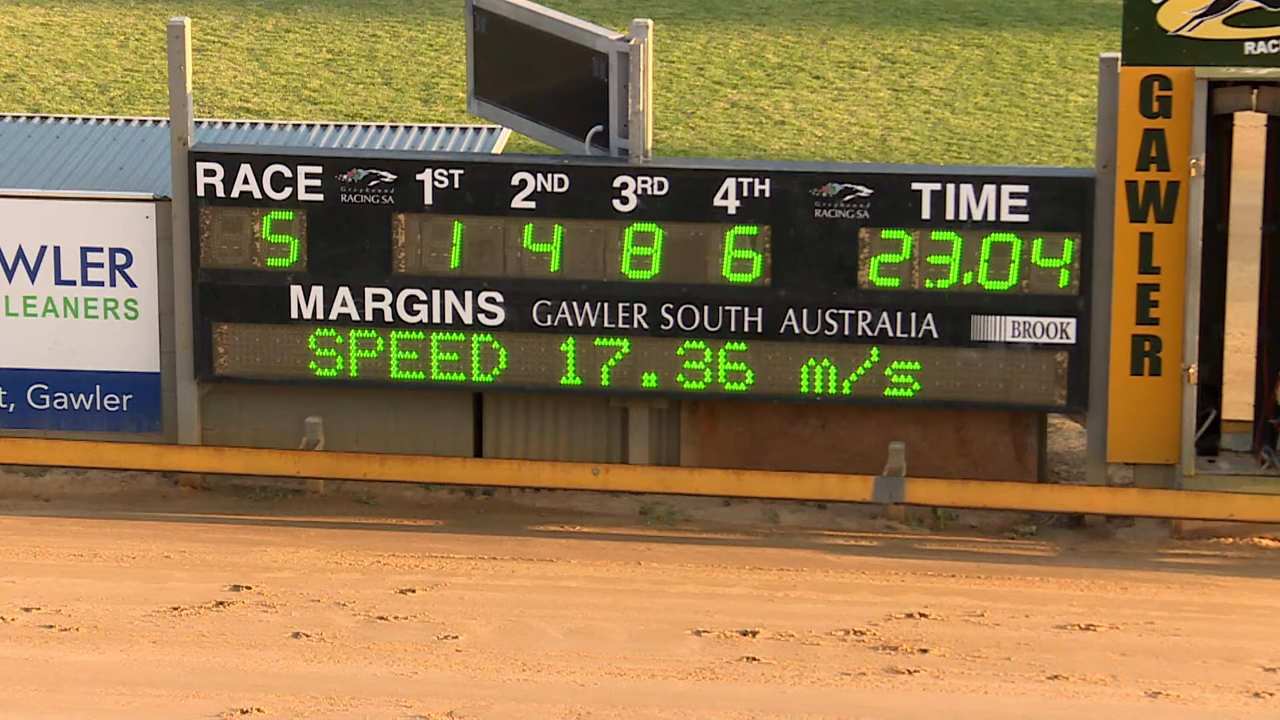 RAC
GAWLER
RACE
Greyhound
RACING SA
1ST 2ND 3RD 4TH
Greyhound
RACING SA
TIME
5 1 4 8 6 23.04
MARGINS GAWLER SOUTH AUSTRALIA BROOK
SPEED 17.36 m/s
WLER
LEANERS
t, Gawler